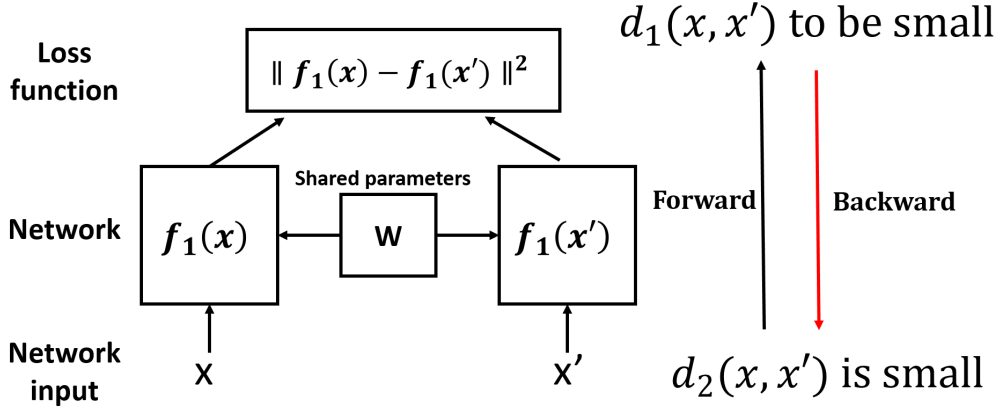 Loss
function
‖ f₁(x) − f₁(x′) ‖²
d₁(x, x′) to be small
Shared parameters
Network
f₁(x)
W
f₁(x′)
Forward
Backward
Network
input
x
x′
d₂(x, x′) is small